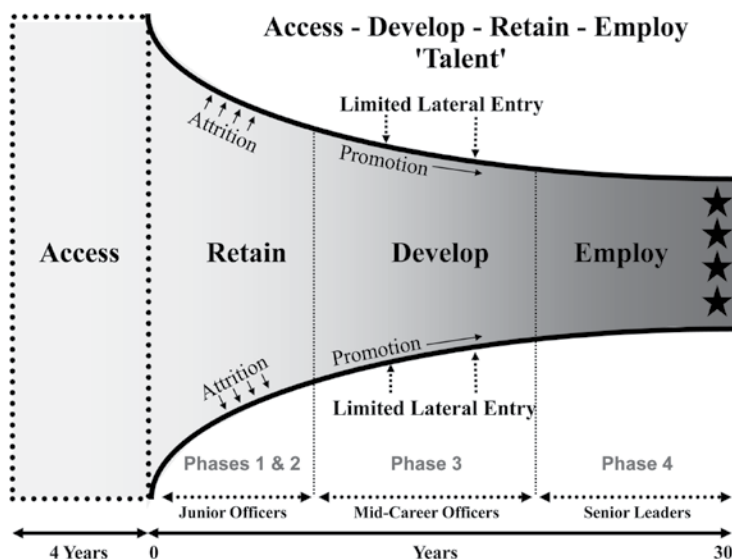 Access - Develop - Retain - Employ
'Talent'
Limited Lateral Entry
Attrition
Promotion
Access
Retain
Develop
Employ
Promotion
Attrition
Limited Lateral Entry
Phases 1 & 2
Phase 3
Phase 4
Junior Officers
Mid-Career Officers
Senior Leaders
4 Years
0
Years
30